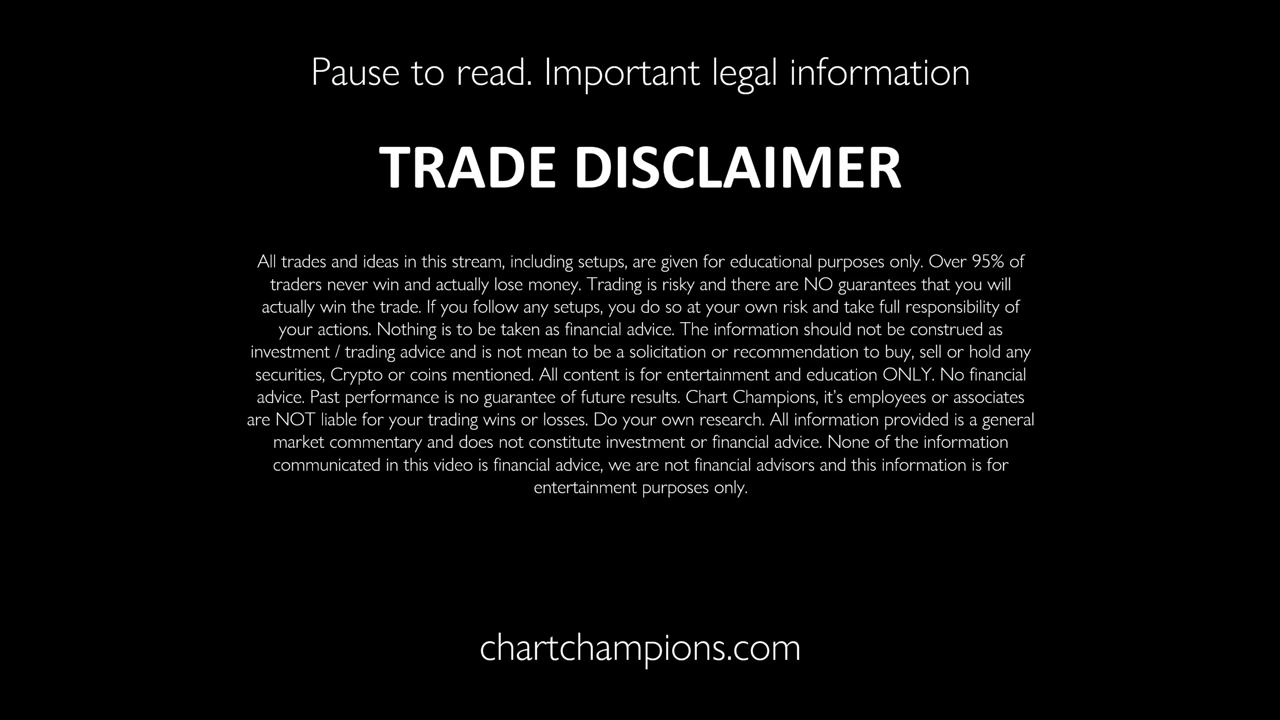 Pause to read. Important legal information
TRADE DISCLAIMER
All trades and ideas in this stream, including setups, are given for educational purposes only. Over 95% of
traders never win and actually lose money. Trading is risky and there are NO guarantees that you will
actually win the trade. If you follow any setups, you do so at your own risk and take full responsibility of
your actions. Nothing is to be taken as financial advice. The information should not be construed as
investment / trading advice and is not mean to be a solicitation or recommendation to buy, sell or hold any
securities, Crypto or coins mentioned. All content is for entertainment and education ONLY. No financial
advice. Past performance is no guarantee of future results. Chart Champions, it’s employees or associates
are NOT liable for your trading wins or losses. Do your own research. All information provided is a general
market commentary and does not constitute investment or financial advice. None of the information
communicated in this video is financial advice, we are not financial advisors and this information is for
entertainment purposes only.
chartchampions.com